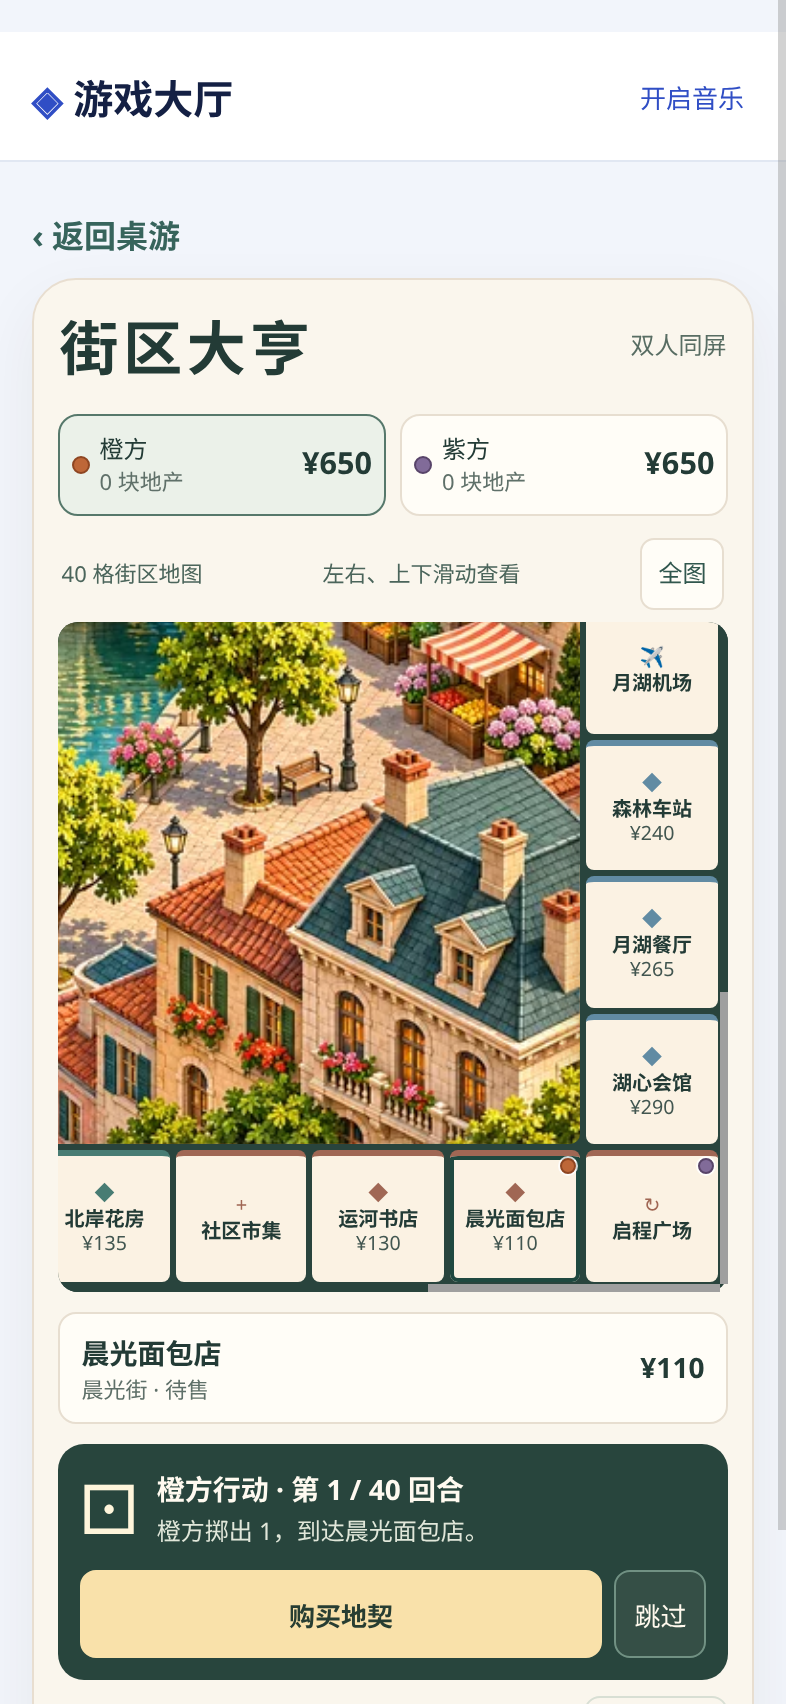 游戏大厅
开启音乐
‹ 返回桌游
街区大亨
双人同屏
橙方
0 块地产
¥650
紫方
0 块地产
¥650
40 格街区地图
左右、上下滑动查看
全图
月湖机场
森林车站
¥240
月湖餐厅
¥265
湖心会馆
¥290
北岸花房
¥135
社区市集
运河书店
¥130
晨光面包店
¥110
启程广场
晨光面包店
晨光街 · 待售
¥110
橙方行动 · 第 1 / 40 回合
橙方掷出 1，到达晨光面包店。
购买地契
跳过